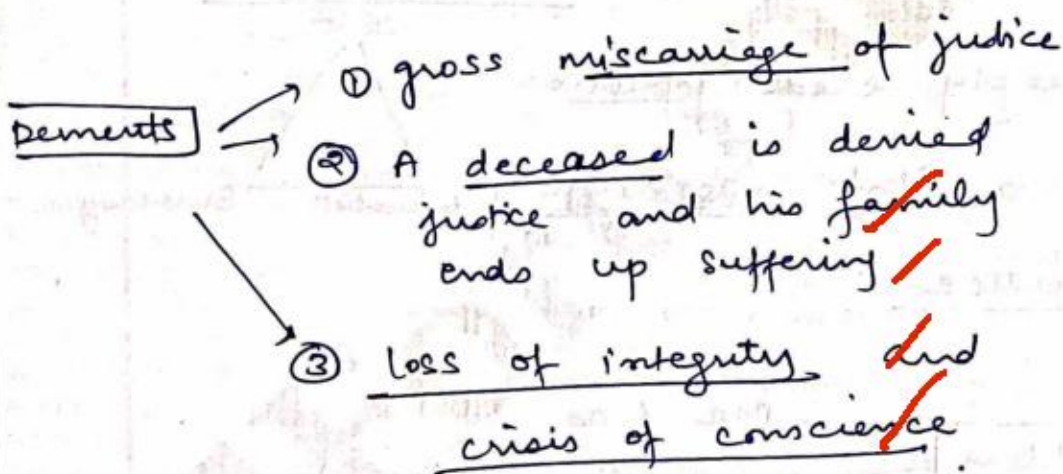 ① gross miscarriage of justice
Demerits
② A deceased is denied
justice and his family
ends up suffering
③ loss of integrity and
crisis of conscience